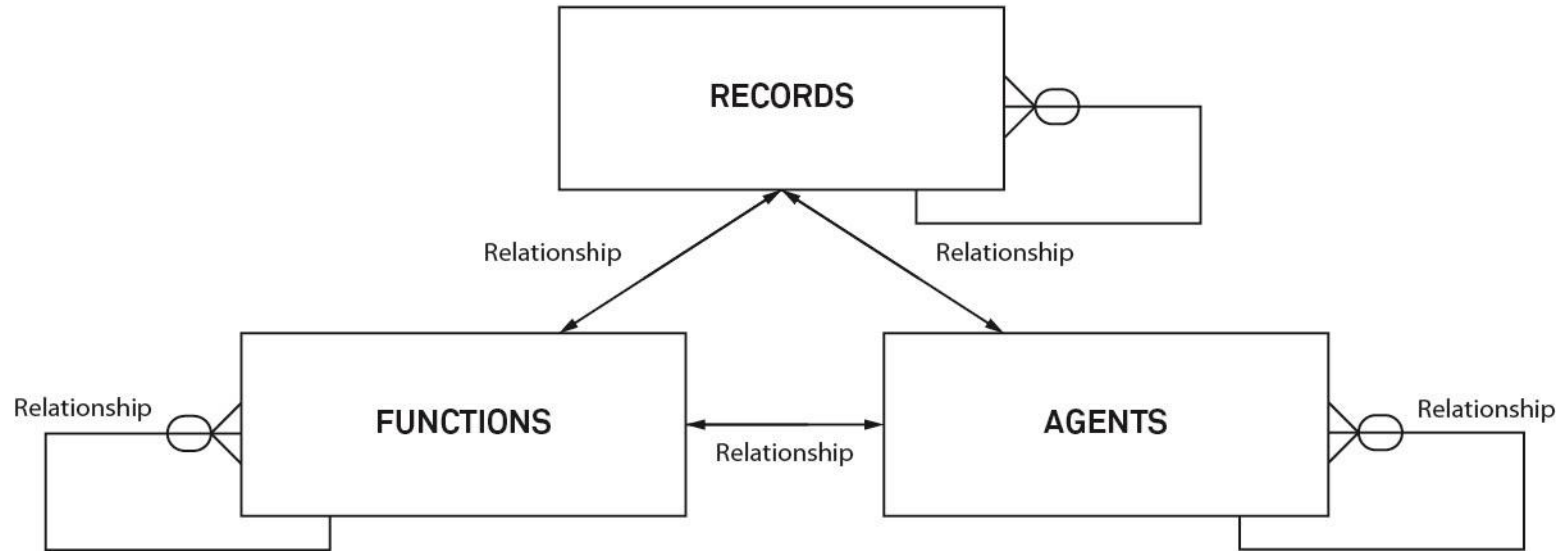 RECORDS
Relationship
Relationship
Relationship
FUNCTIONS
Relationship
AGENTS
Relationship